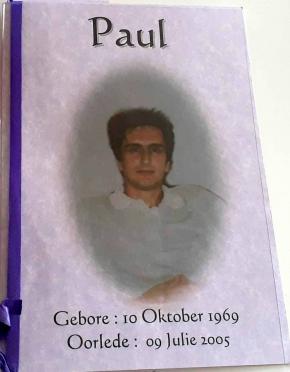 Paul
Gebore : 10 Oktober 1969
Oorlede : 09 Julie 2005